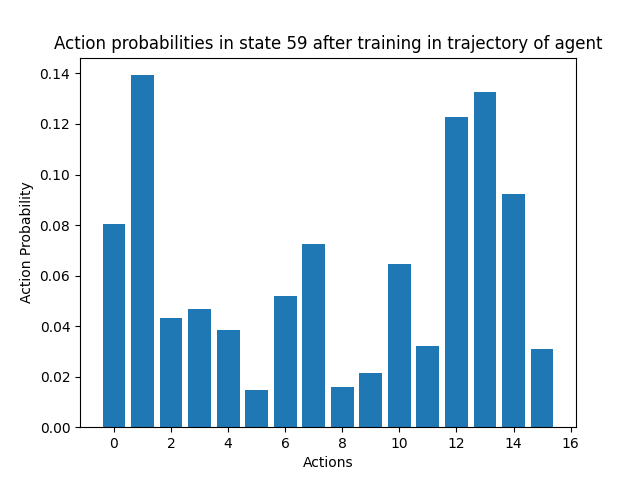 Action probabilities in state 59 after training in trajectory of agent
0.14
0.12
0.10
0.08
0.06
0.04
0.02
0.00
Action Probability
0 2 4 6 8 10 12 14 16
Actions